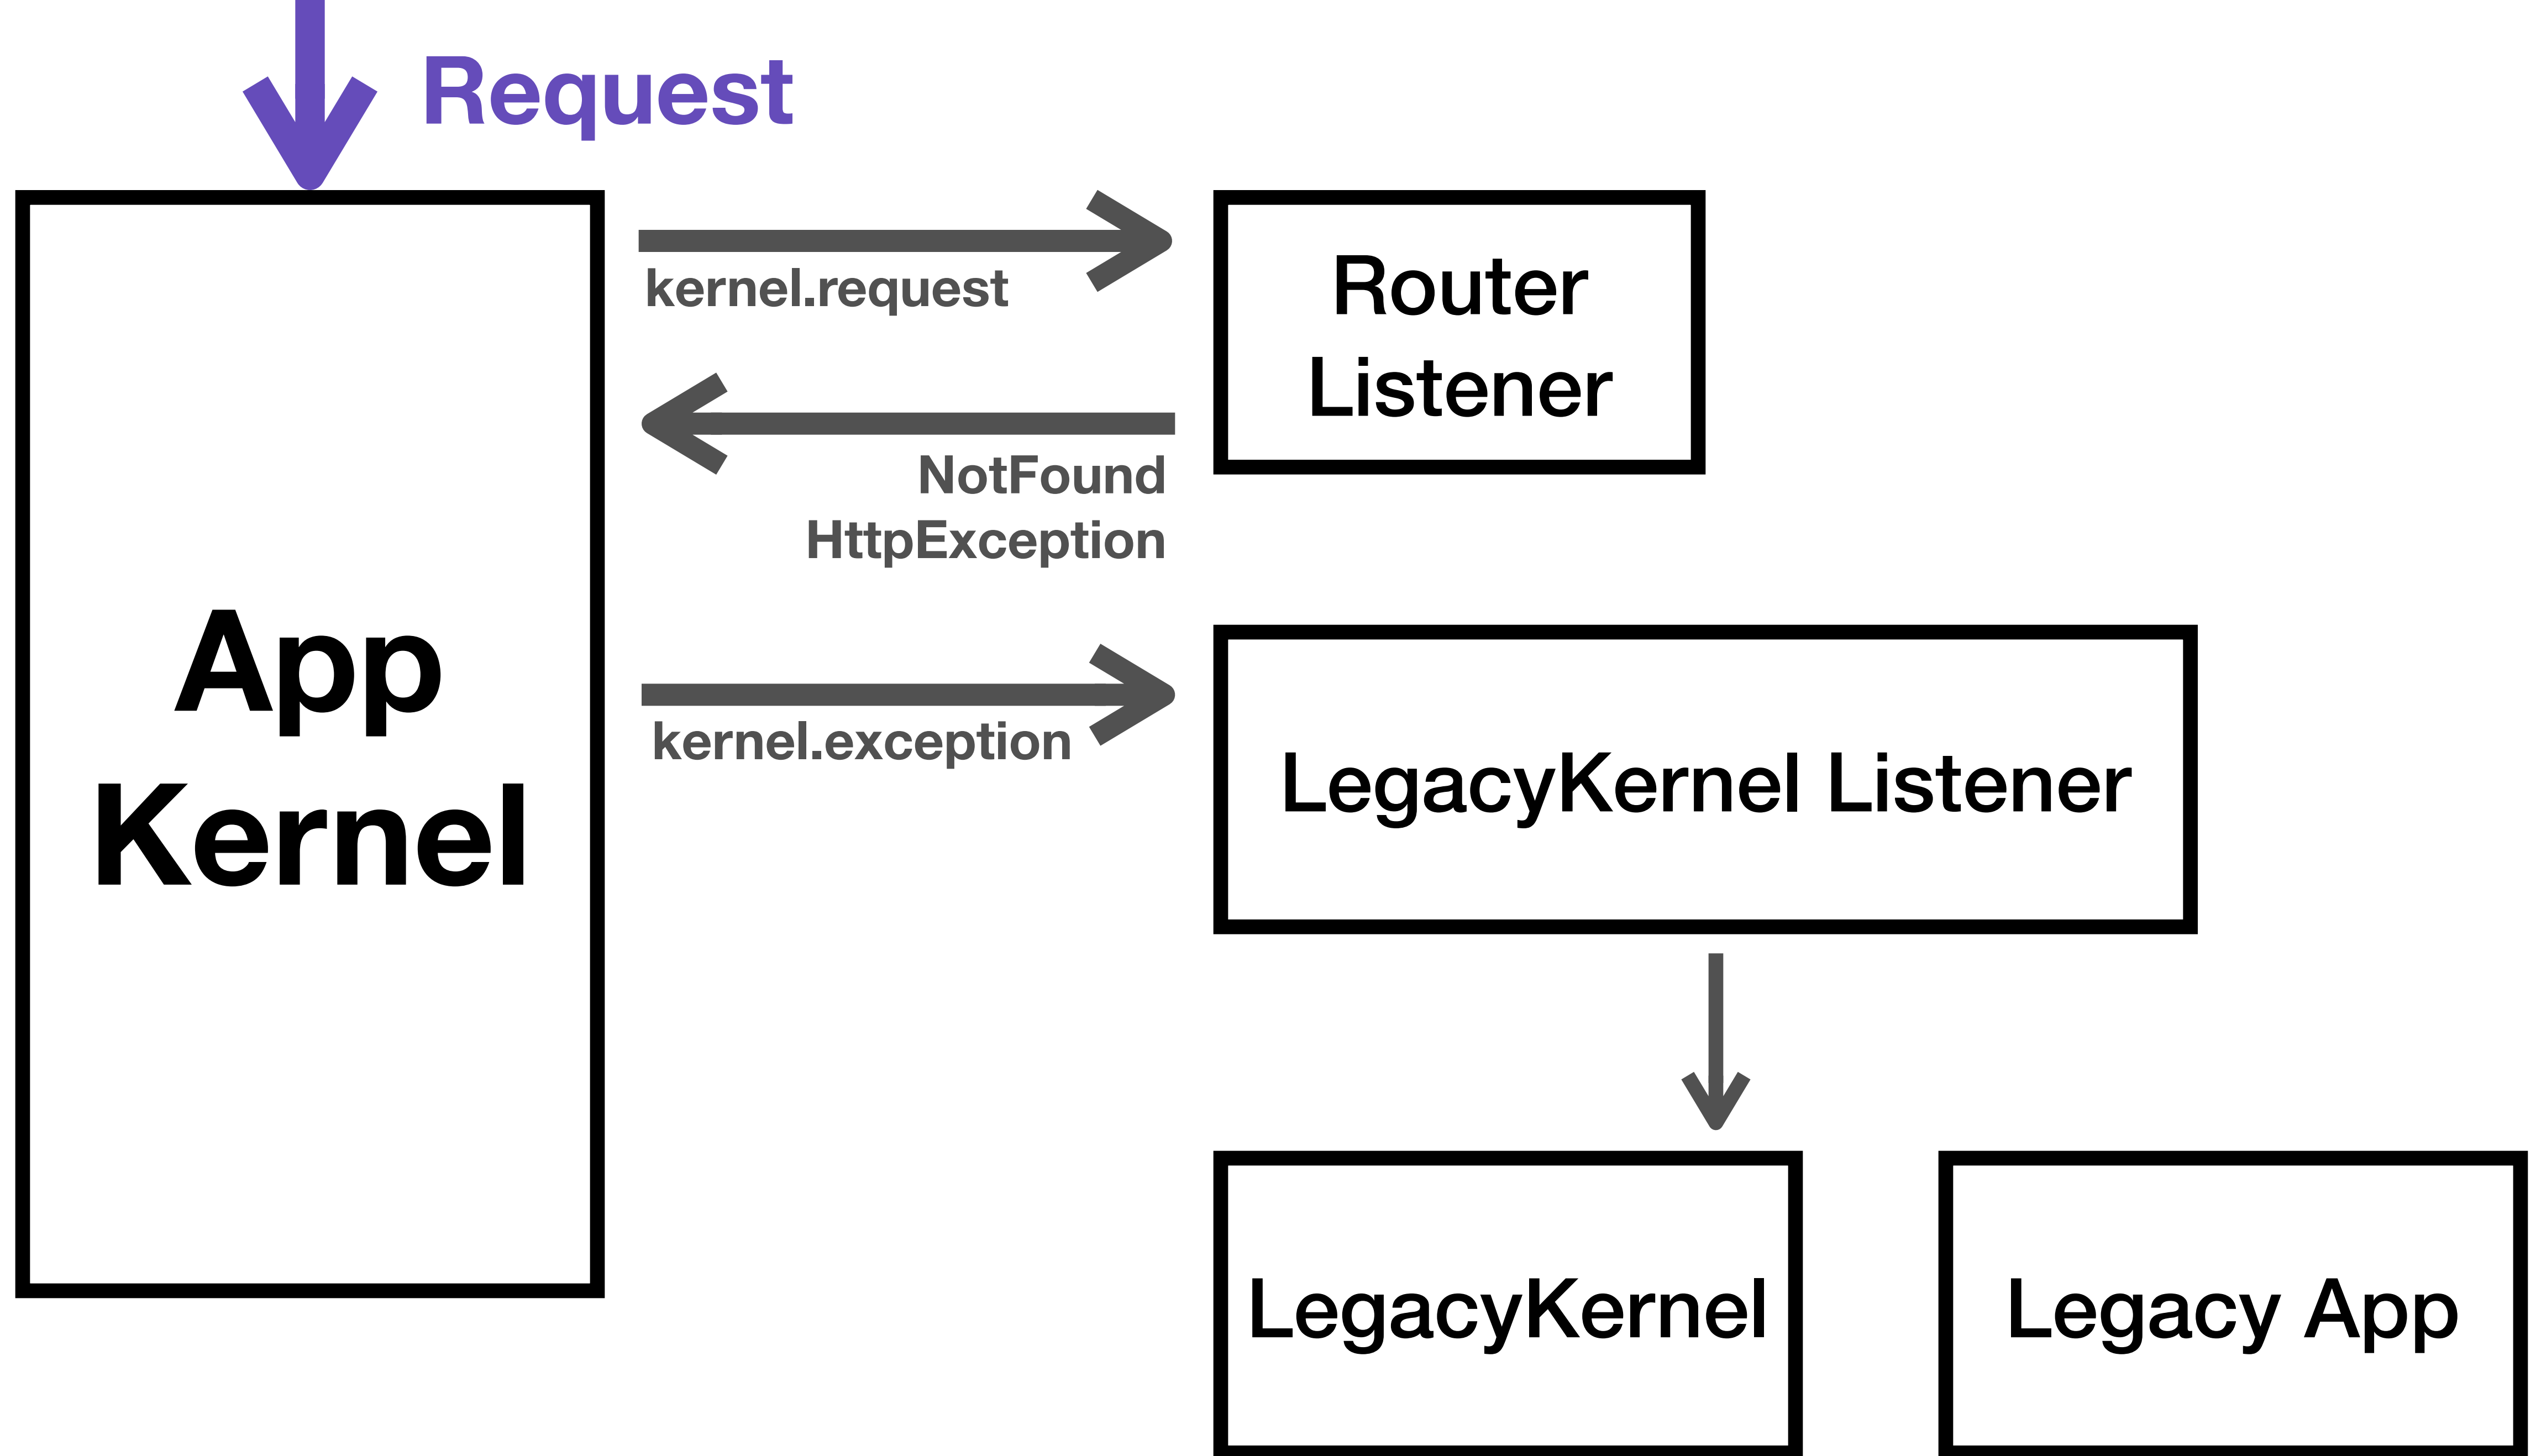 Request
kernel.request
Router
Listener
NotFound
HttpException
App
Kernel
kernel.exception
LegacyKernel Listener
LegacyKernel
Legacy App